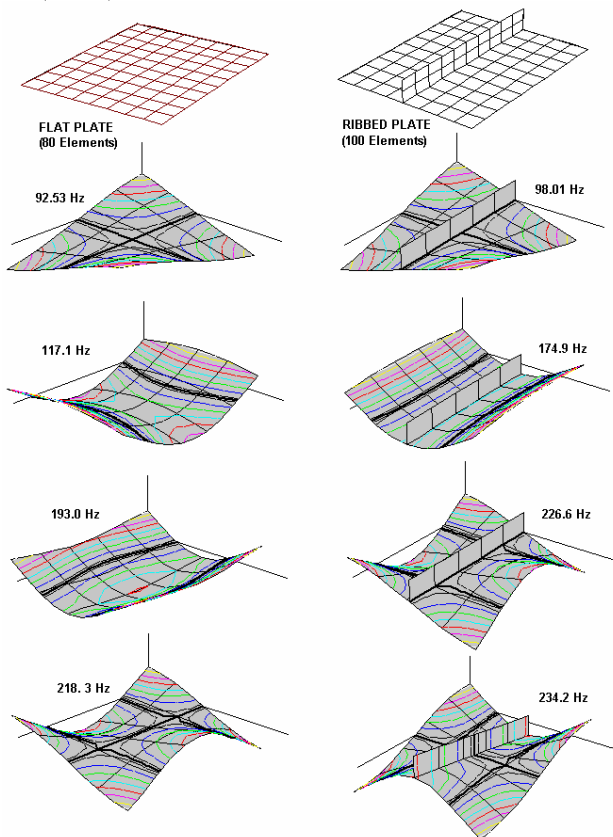 FLAT PLATE
(80 Elements)
RIBBED PLATE
(100 Elements)
92.53 Hz
98.01 Hz
117.1 Hz
174.9 Hz
193.0 Hz
226.6 Hz
218. 3 Hz
234.2 Hz